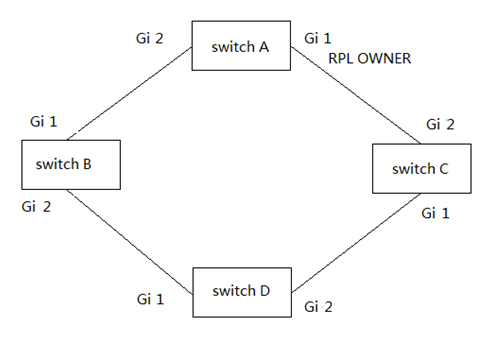 Gi 2
switch A
Gi 1
RPL OWNER
Gi 1
Gi 2
switch B
switch C
Gi 2
Gi 1
switch D
Gi 1
Gi 2